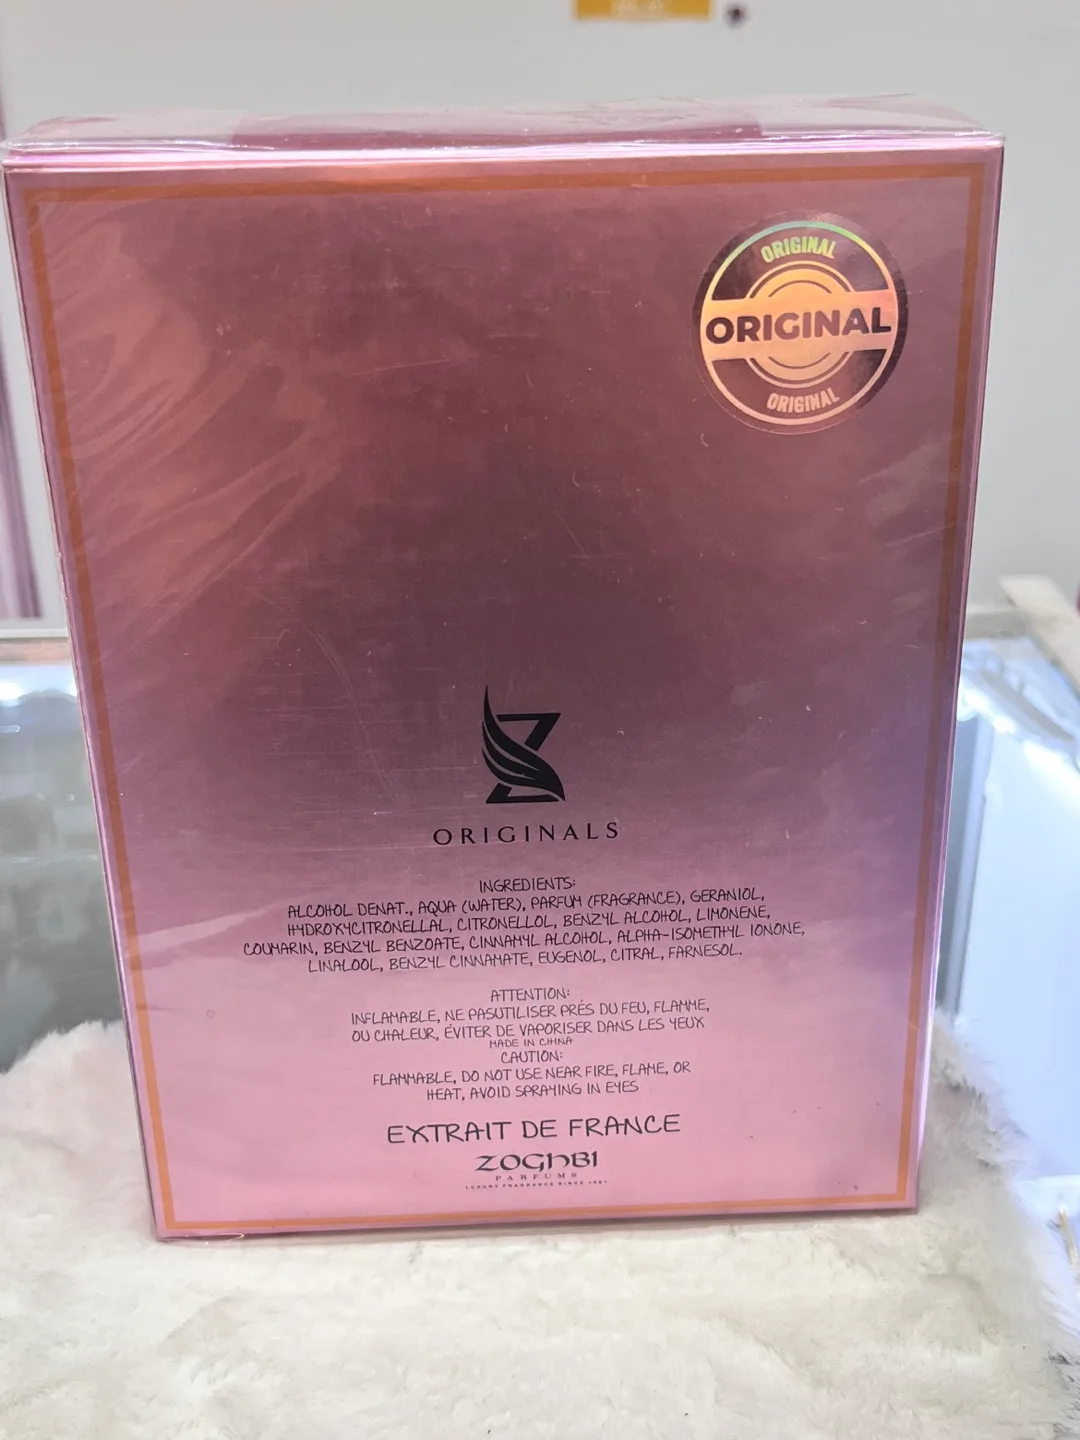 ORIGINAL
ORIGINAL
ORIGINAL
ORIGINALS
INGREDIENTS:
ALCOHOL DENAT., AQUA (WATER), PARFUM (FRAGRANCE), GERANIOL,
HYDROXYCITRONELLAL, CITRONELLOL, BENZYL ALCOHOL, LIMONENE,
COUMARIN, BENZYL BENZOATE, CINNAMYL ALCOHOL, ALPHA-ISOMETHYL IONONE,
LINALOOL, BENZYL CINNAMATE, EUGENOL, CITRAL, FARNESOL.
ATTENTION:
INFLAMABLE, NE PASUTILISER PRÉS DU FEU, FLAMME,
OU CHALEUR, ÉVITER DE VAPORISER DANS LES YEUX
MADE IN CHINA
CAUTION:
FLAMMABLE, DO NOT USE NEAR FIRE, FLAME, OR
HEAT, AVOID SPRAYING IN EYES
EXTRAIT DE FRANCE
ZOGHBI
PARFUMS
LUXURY FRAGRANCE SINCE